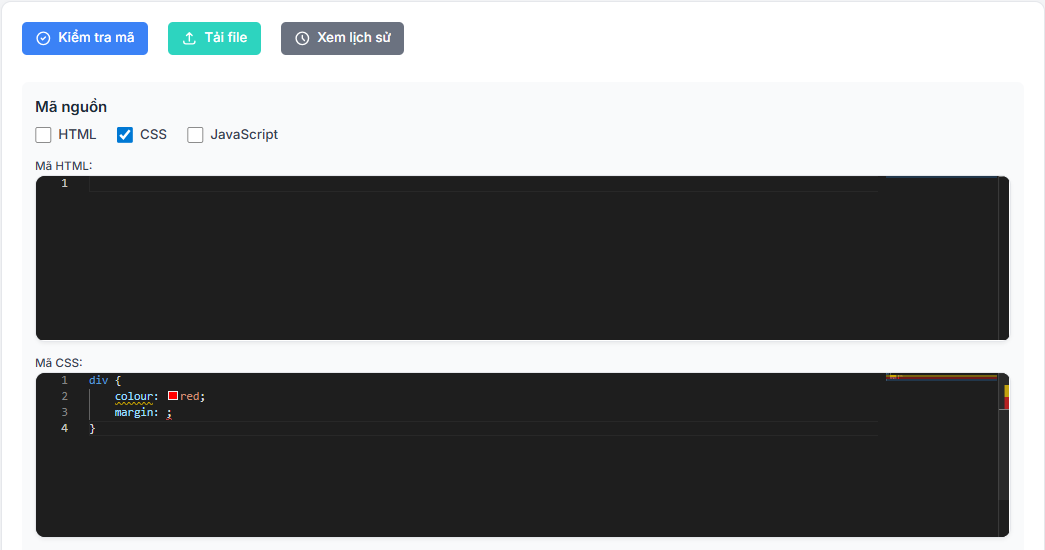 Kiểm tra mã Tải file Xem lịch sử
Mã nguồn
HTML CSS JavaScript
Mã HTML:
1
Mã CSS:
1 div {
2 colour: red;
3 margin: ;
4 }